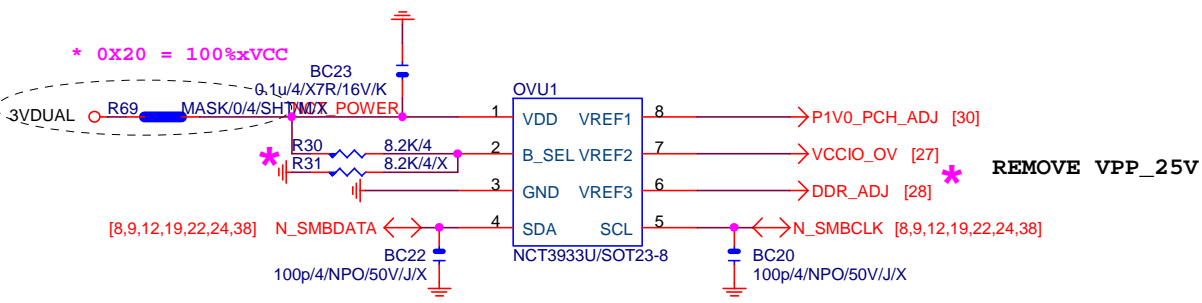 * 0X20 = 100%xVCC
BC23
0.1u/4/X7R/16V/K
OVU1
3VDUAL
R69
MASK/0/4/SHT/M/X
_POWER
1
VDD
VREF1
8
P1V0_PCH_ADJ [30]
R30
8.2K/4
2
B_SEL
VREF2
7
VCCIO_OV [27]
*
R31
8.2K/4/X
*
REMOVE VPP_25V
3
GND
VREF3
6
DDR_ADJ [28]
[8,9,12,19,22,24,38] N_SMBDATA
4
SDA
SCL
5
N_SMBCLK [8,9,12,19,22,24,38]
BC22
100p/4/NPO/50V/J/X
NCT3933U/SOT23-8
BC20
100p/4/NPO/50V/J/X